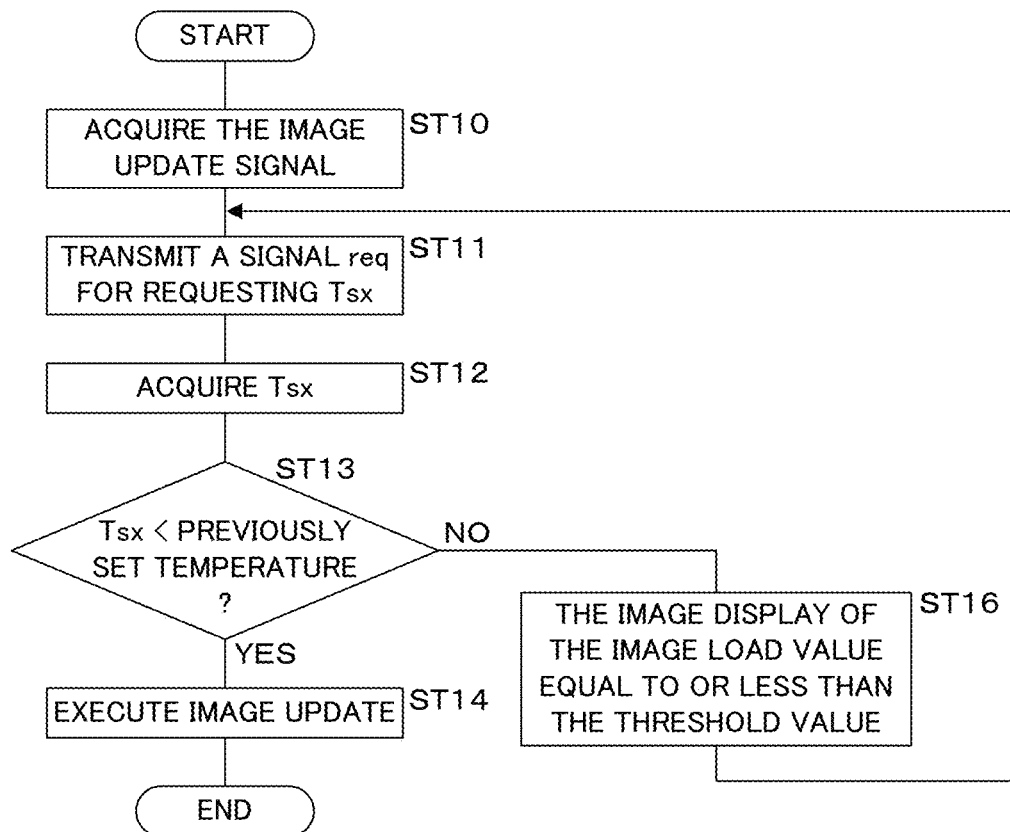 START
ACQUIRE THE IMAGE
UPDATE SIGNAL
ST10
TRANSMIT A SIGNAL req
FOR REQUESTING Tsx
ST11
ACQUIRE Tsx
ST12
ST13
Tsx < PREVIOUSLY
SET TEMPERATURE
?
NO
YES
EXECUTE IMAGE UPDATE
ST14
END
ST16
THE IMAGE DISPLAY OF
THE IMAGE LOAD VALUE
EQUAL TO OR LESS THAN
THE THRESHOLD VALUE